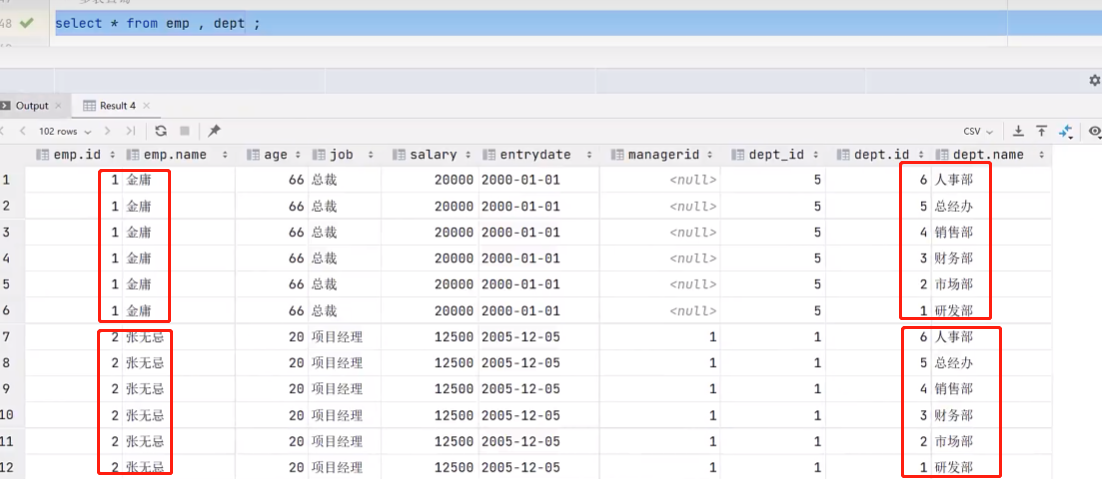 48 select * from emp , dept ;
Output × Result 4 ×
102 rows CSV
emp.id emp.name age job salary entrydate managerid dept_id dept.id dept.name
1 1 金庸 66 总裁 20000 2000-01-01 <null> 5 6 人事部
2 1 金庸 66 总裁 20000 2000-01-01 <null> 5 5 总经办
3 1 金庸 66 总裁 20000 2000-01-01 <null> 5 4 销售部
4 1 金庸 66 总裁 20000 2000-01-01 <null> 5 3 财务部
5 1 金庸 66 总裁 20000 2000-01-01 <null> 5 2 市场部
6 1 金庸 66 总裁 20000 2000-01-01 <null> 5 1 研发部
7 2 张无忌 20 项目经理 12500 2005-12-05 1 1 6 人事部
8 2 张无忌 20 项目经理 12500 2005-12-05 1 1 5 总经办
9 2 张无忌 20 项目经理 12500 2005-12-05 1 1 4 销售部
10 2 张无忌 20 项目经理 12500 2005-12-05 1 1 3 财务部
11 2 张无忌 20 项目经理 12500 2005-12-05 1 1 2 市场部
12 2 张无忌 20 项目经理 12500 2005-12-05 1 1 1 研发部